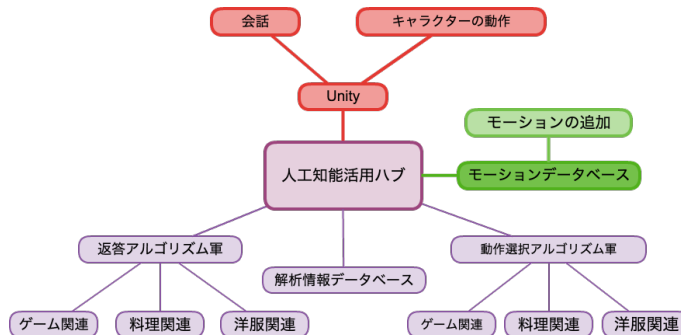 会話
キャラクターの動作
Unity
モーションの追加
人工知能活用ハブ
モーションデータベース
返答アルゴリズム軍
動作選択アルゴリズム軍
解析情報データベース
ゲーム関連
料理関連
洋服関連
ゲーム関連
料理関連
洋服関連